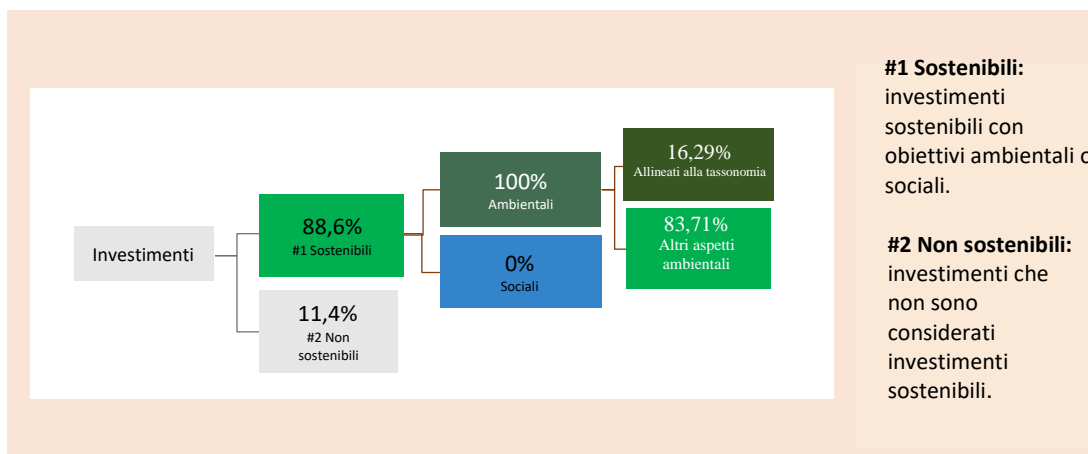 Investimenti
88,6%
#1 Sostenibili
11,4%
#2 Non
sostenibili
100%
Ambientali
0%
Sociali
16,29%
Allineati alla tassonomia
83,71%
Altri aspetti
ambientali
#1 Sostenibili:
investimenti
sostenibili con
obiettivi ambientali
sociali.
#2 Non sostenibili:
investimenti che
non sono
considerati
investimenti
sostenibili.